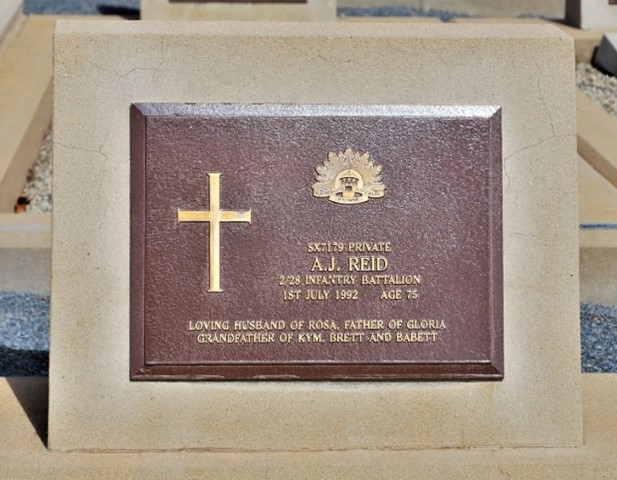 SX7179 PRIVATE
A.J. REID
2/28 INFANTRY BATTALION
1ST JULY 1992 AGE 75
LOVING HUSBAND OF ROSA, FATHER OF GLORIA
GRANDFATHER OF KYM, BRETT AND BABETT